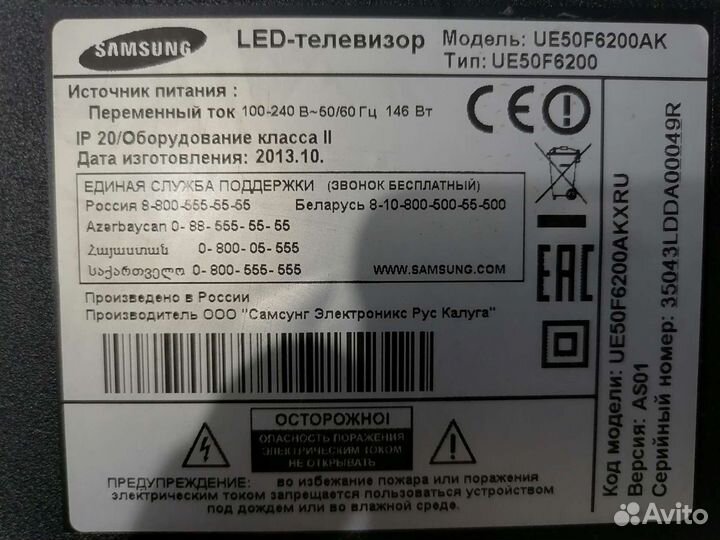 SAMSUNG
LED-телевизор
Модель: UE50F6200AK
Тип: UE50F6200
Источник питания :
Переменный ток 100-240 В~50/60 Гц 146 Вт
IP 20/Оборудование класса II
Дата изготовления: 2013.10.
ЕДИНАЯ СЛУЖБА ПОДДЕРЖКИ (ЗВОНОК БЕСПЛАТНЫЙ)
Россия 8-800-555-55-55 Беларусь 8-10-800-500-55-500
Azerbaycan 0- 88- 555- 55- 55
Հայաստան 0- 800- 05- 555
საქართველო 0- 800- 555- 555
WWW.SAMSUNG.COM
Произведено в России
Производитель ООО "Самсунг Электроникс Рус Калуга"
CE
EAC
ОСТОРОЖНО!
ОПАСНОСТЬ ПОРАЖЕНИЯ
ЭЛЕКТРИЧЕСКИМ ТОКОМ
НЕ ОТКРЫВАТЬ
ПРЕДУПРЕЖДЕНИЕ: во избежание пожара или поражения
электрическим током запрещается пользоваться устройством
под дождем или во влажной среде.
Код модели: UE50F6200AKXRU
Версия: AS01
Серийный номер: 35043LDDA00049R
Avito